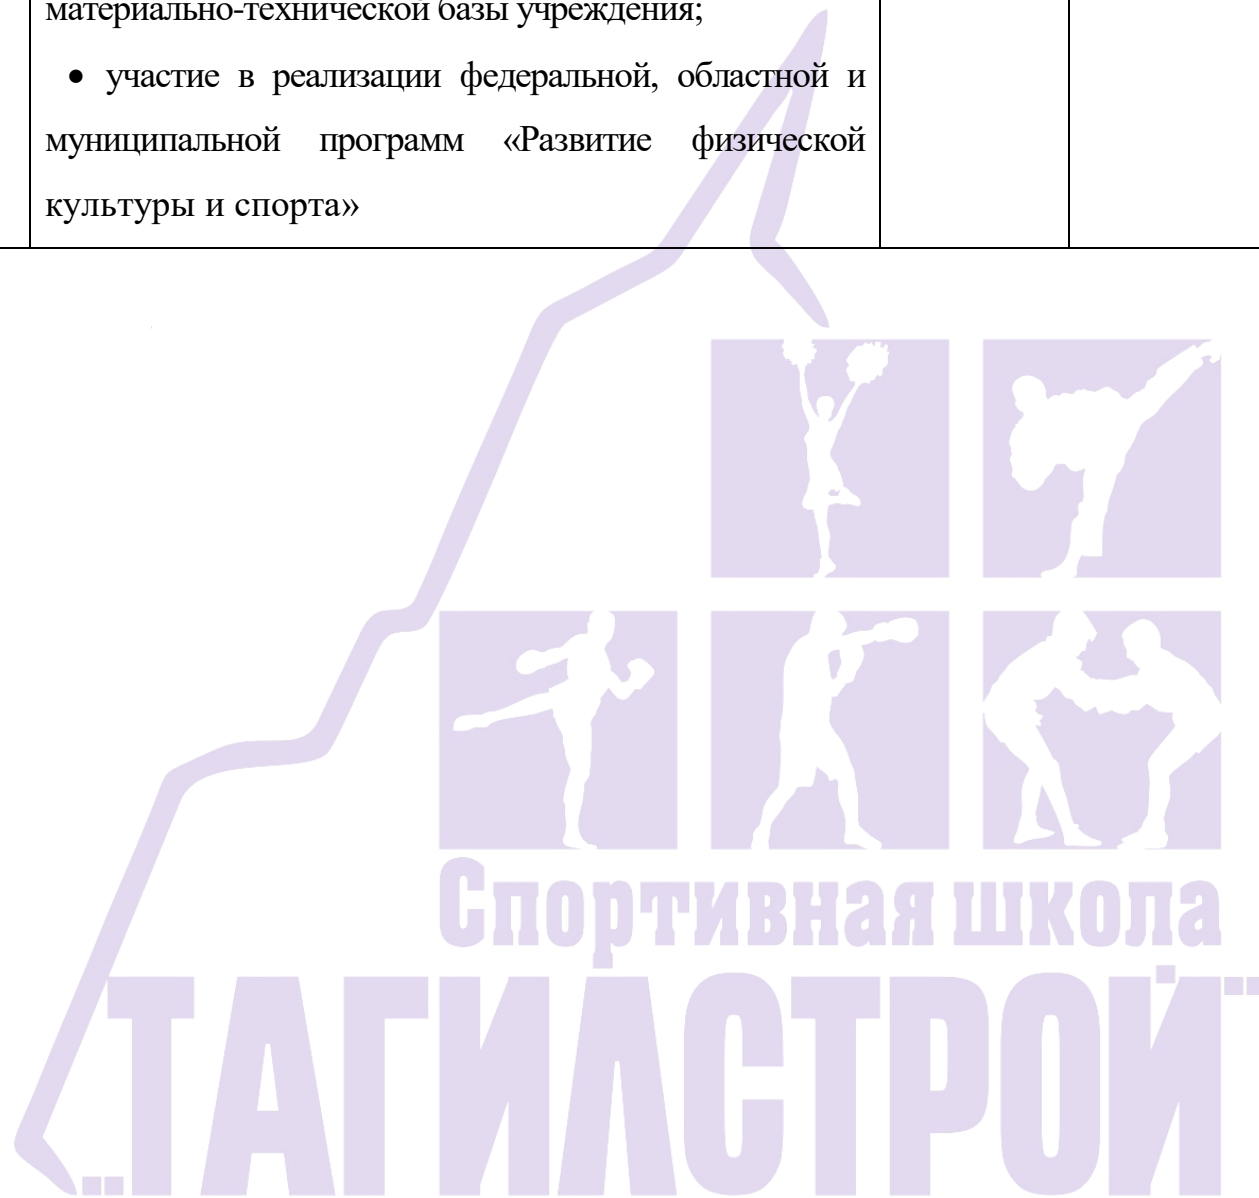 материально-технической базы учреждения;
• участие в реализации федеральной, областной и
муниципальной программ «Развитие физической
культуры и спорта»
Спортивная школа
"ТАГИЛСТРОЙ"